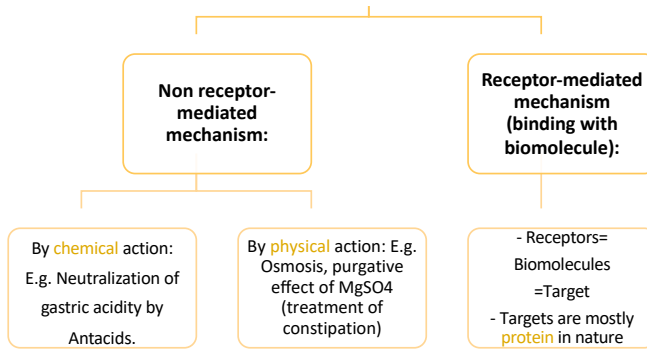 Non receptor-
mediated
mechanism:
Receptor-mediated
mechanism
(binding with
biomolecule):
By chemical action:
E.g. Neutralization of
gastric acidity by
Antacids.
By physical action: E.g.
Osmosis, purgative
effect of MgSO4
(treatment of
constipation)
- Receptors=
Biomolecules
=Target
- Targets are mostly
protein in nature